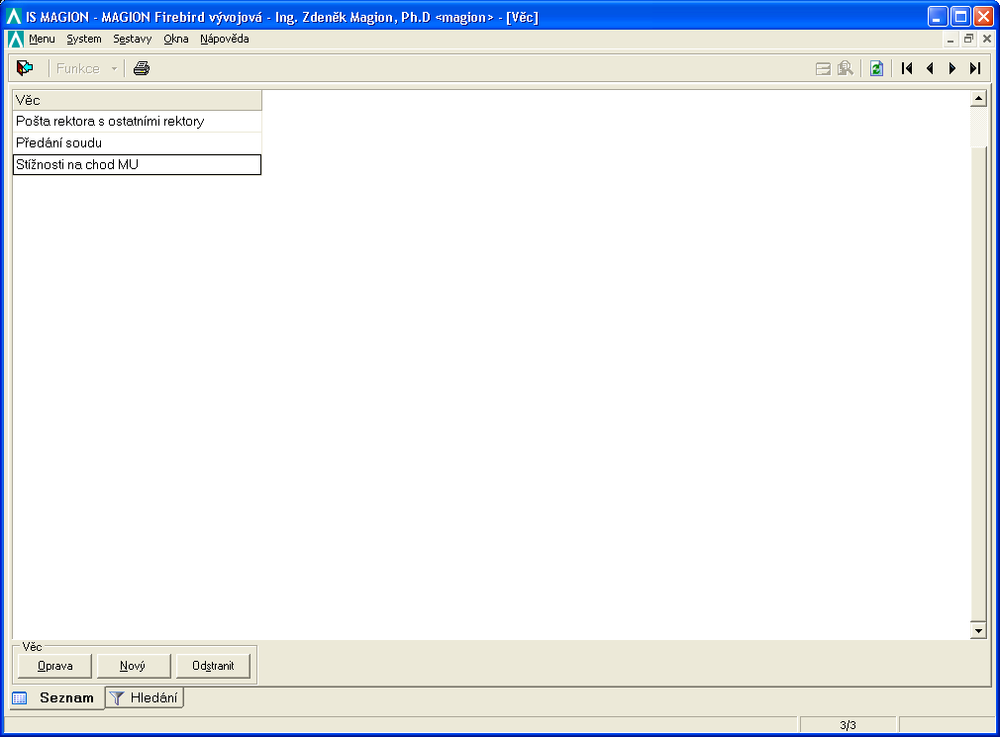 IS MAGION - MAGION Firebird vývojová - Ing. Zdeněk Magion, Ph.D <magion> - [Věc]
Menu System Sestavy Okna Nápověda
Funkce
Věc
Pošta rektora s ostatními rektory
Předání soudu
Stížnosti na chod MU
Věc
Oprava Nový Odstranit
Seznam Hledání
3/3